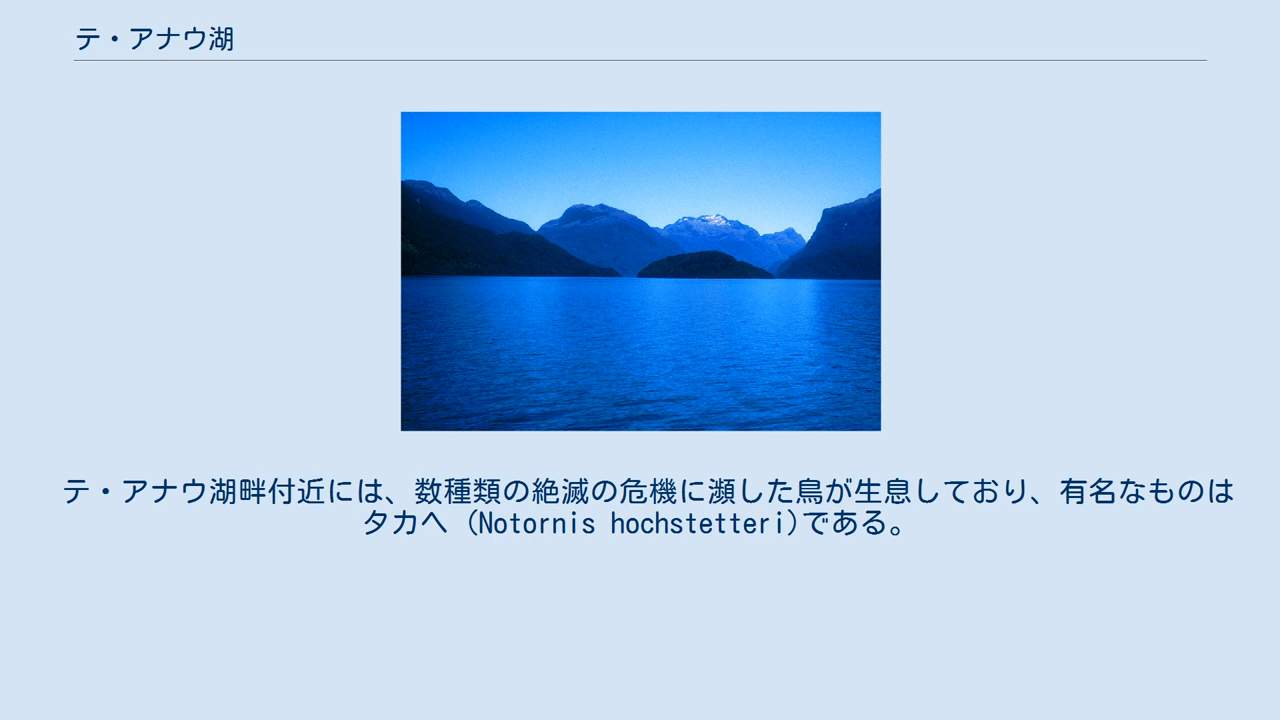 テ・アナウ湖
テ・アナウ湖畔付近には、数種類の絶滅の危機に瀕した鳥が生息しており、有名なものは
タカヘ (Notornis hochstetteri)である。